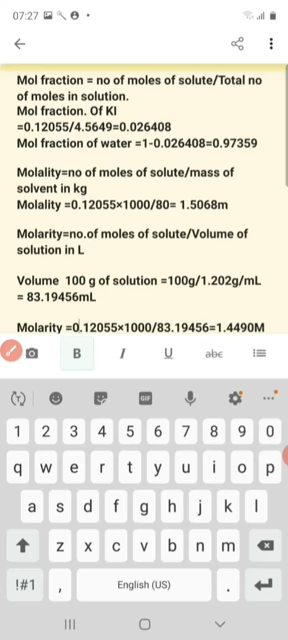 07:27
Mol fraction = no of moles of solute/Total no
of moles in solution.
Mol fraction. Of KI
=0.12055/4.5649=0.026408
Mol fraction of water =1-0.026408=0.97359
Molality=no of moles of solute/mass of
solvent in kg
Molality =0.12055×1000/80= 1.5068m
Molarity=no.of moles of solute/Volume of
solution in L
Volume 100 g of solution =100g/1.202g/mL
= 83.19456mL
Molarity =0.12055×1000/83.19456=1.4490M
B I U abc
GIF
1 2 3 4 5 6 7 8 9 0
q w e r t y u i o p
a s d f g h j k l
z x c v b n m
!#1 , English (US) .